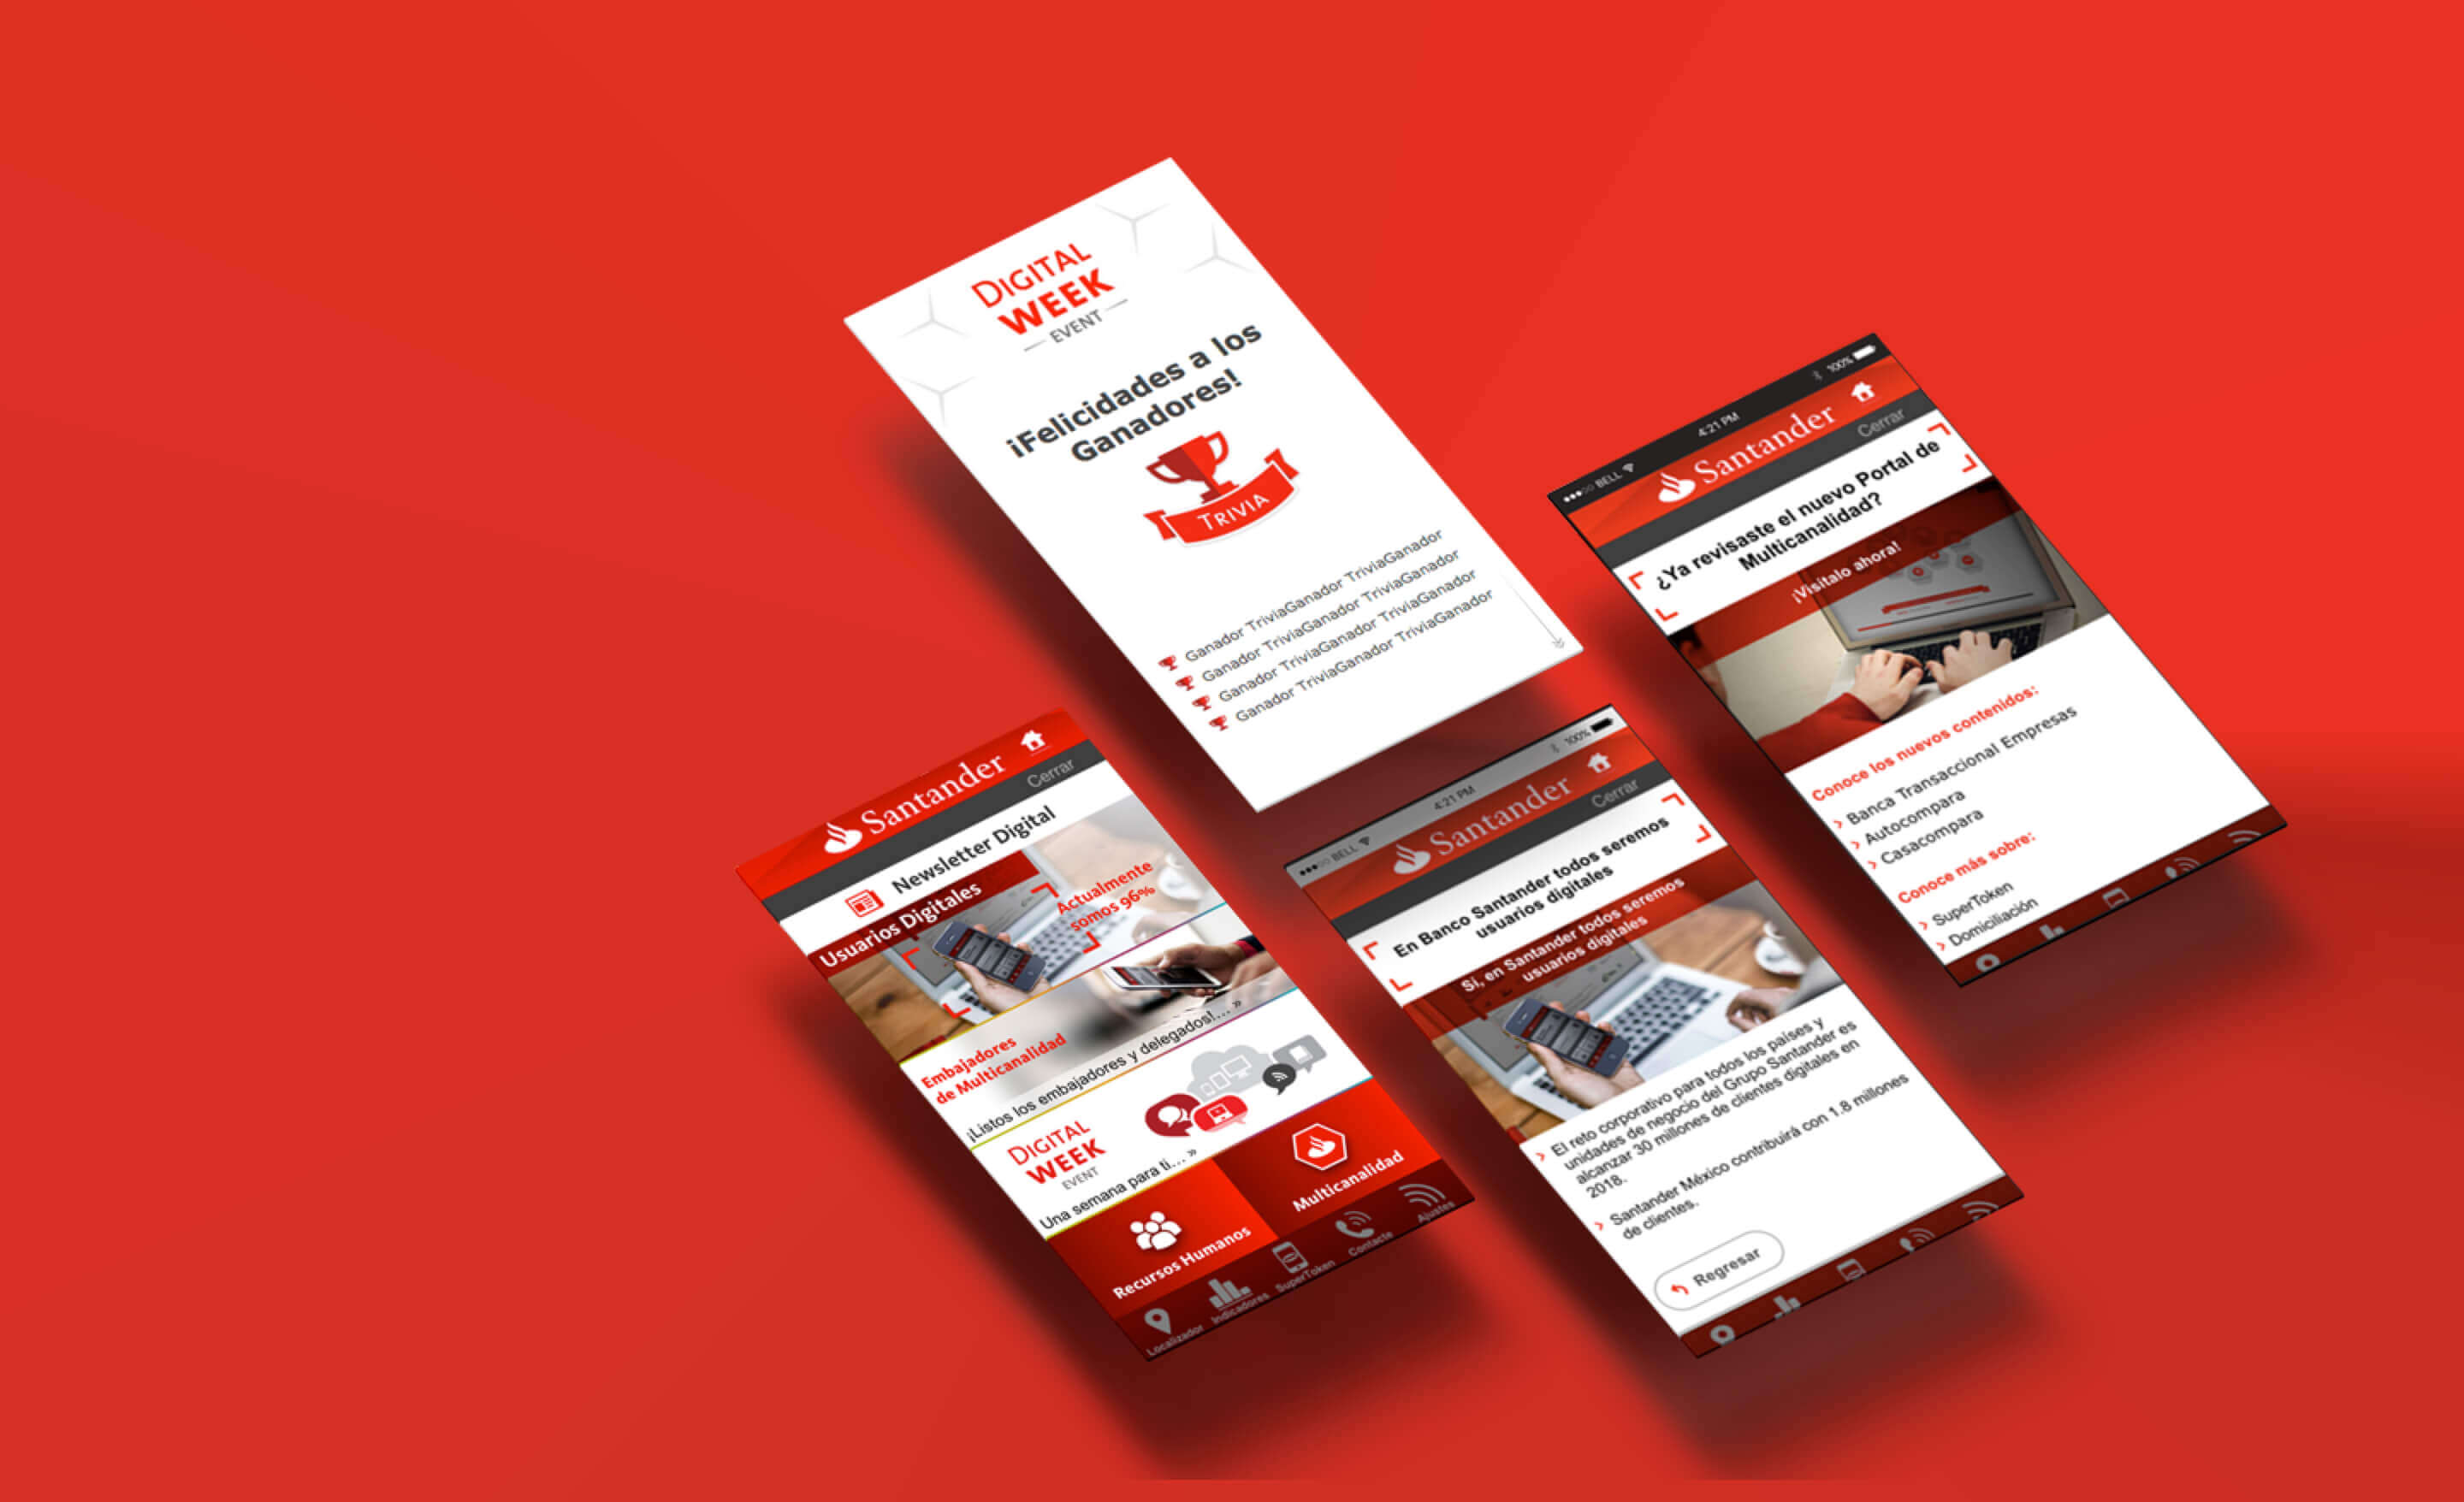 DIGITAL
WEEK
EVENT
¡Felicidades a los
Ganadores!
TRIVIA
Ganador TriviaGanador TriviaGanador
Ganador TriviaGanador TriviaGanador
Ganador TriviaGanador TriviaGanador
Ganador TriviaGanador TriviaGanador
BELL
4:21 PM
100%
Santander
Cerrar
¿Ya revisaste el nuevo Portal de
Multicanalidad?
¡Visítalo ahora!
Conoce los nuevos contenidos:
› Banca Transaccional Empresas
› Autocompara
› Casacompara
Conoce más sobre:
› SuperToken
› Domiciliación
Santander
Cerrar
Newsletter Digital
Usuarios Digitales
Actualmente
somos 96%
Embajadores
de Multicanalidad
¡Listos los embajadores y delegados!... »
DIGITAL
WEEK
EVENT
Una semana para ti... »
Recursos Humanos
Multicanalidad
Localizador
Indicadores
SuperToken
Contacte
Ajustes
BELL
4:21 PM
100%
Santander
Cerrar
En Banco Santander todos seremos
usuarios digitales
Sí, en Santander todos seremos
usuarios digitales
› El reto corporativo para todos los países y
unidades de negocio del Grupo Santander es
alcanzar 30 millones de clientes digitales en
2018.
› Santander México contribuirá con 1.8 millones
de clientes.
Regresar